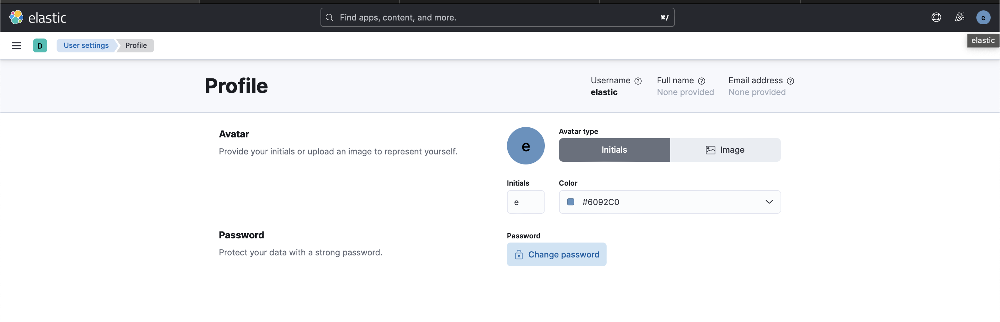 elastic
Find apps, content, and more.
⌘/
e
elastic
D
User settings
Profile
Profile
Username
elastic
Full name
None provided
Email address
None provided
Avatar
Provide your initials or upload an image to represent yourself.
e
Avatar type
Initials
Image
Initials
e
Color
#6092C0
Password
Protect your data with a strong password.
Password
Change password